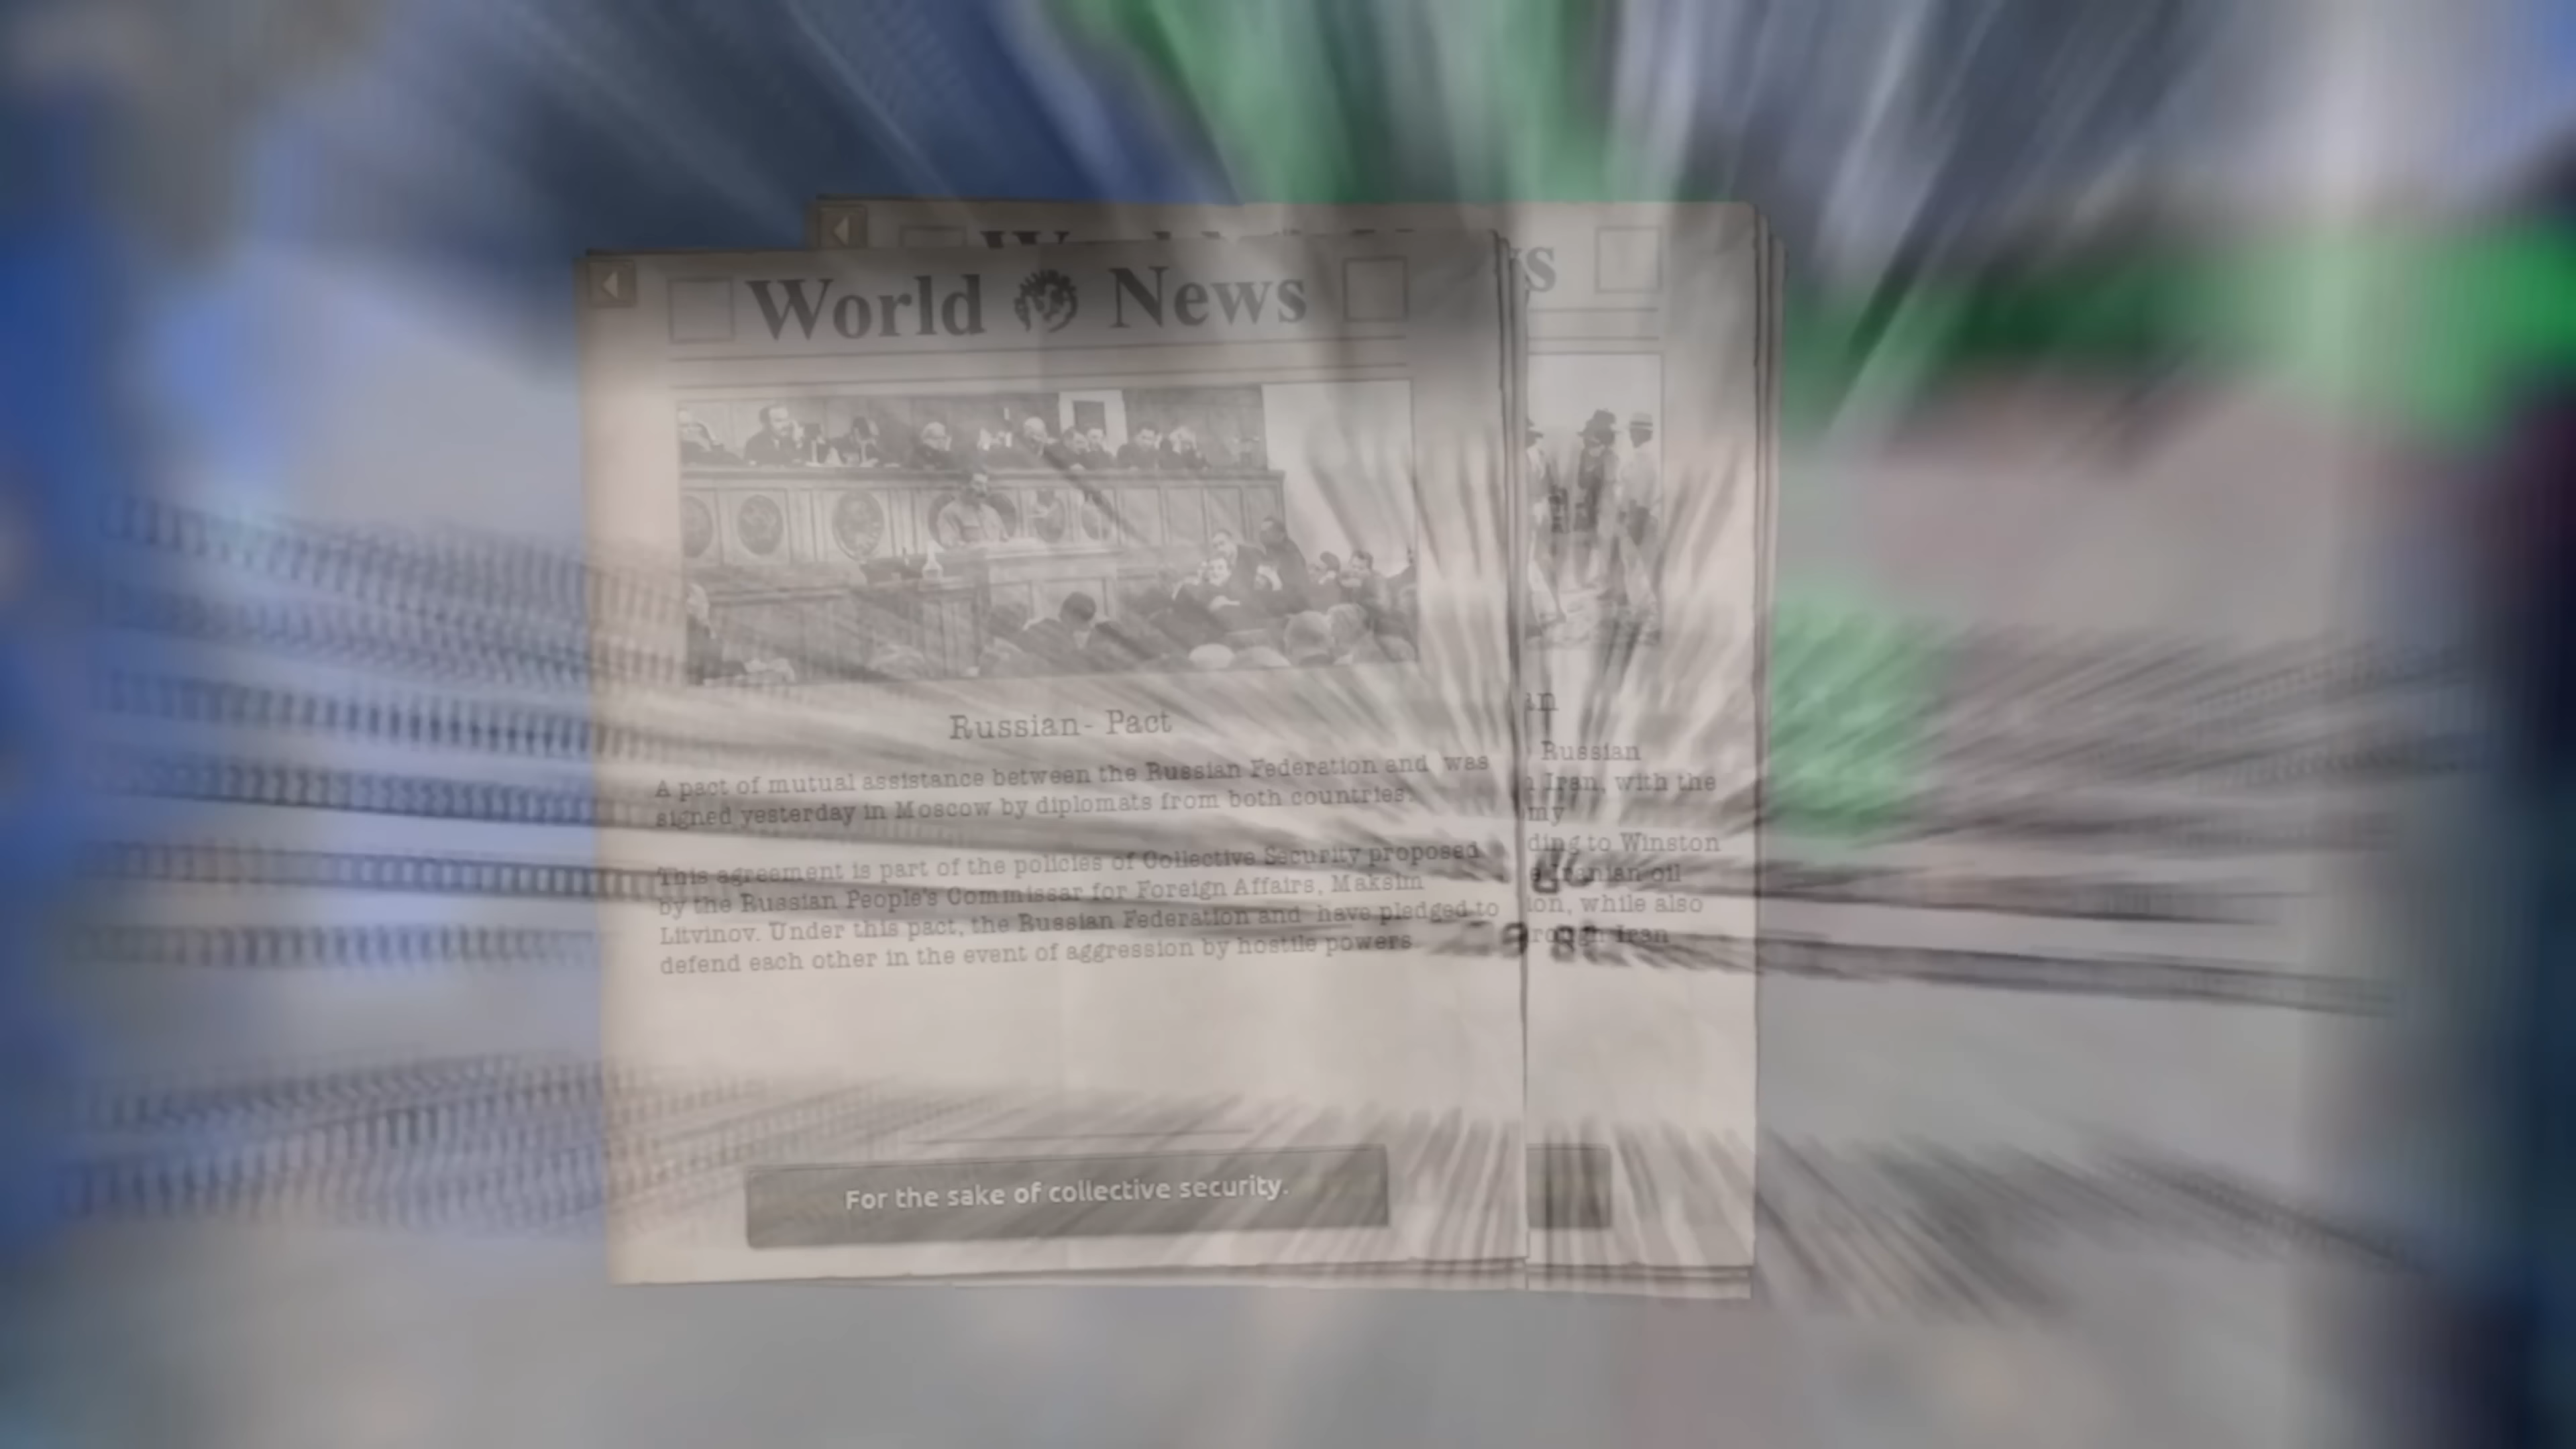 World News
Russian- Pact
A pact of mutual assistance between the Russian Federation and was
signed yesterday in Moscow by diplomats from both countries.
This agreement is part of the policies of Collective Security proposed
by the Russian People's Commissar for Foreign Affairs, Maksim
Litvinov. Under this pact, the Russian Federation and have pledged to
defend each other in the event of aggression by hostile powers
For the sake of collective security.
Russian
Iran, with the
my
to Winston
Iranian oil
while also
Iran